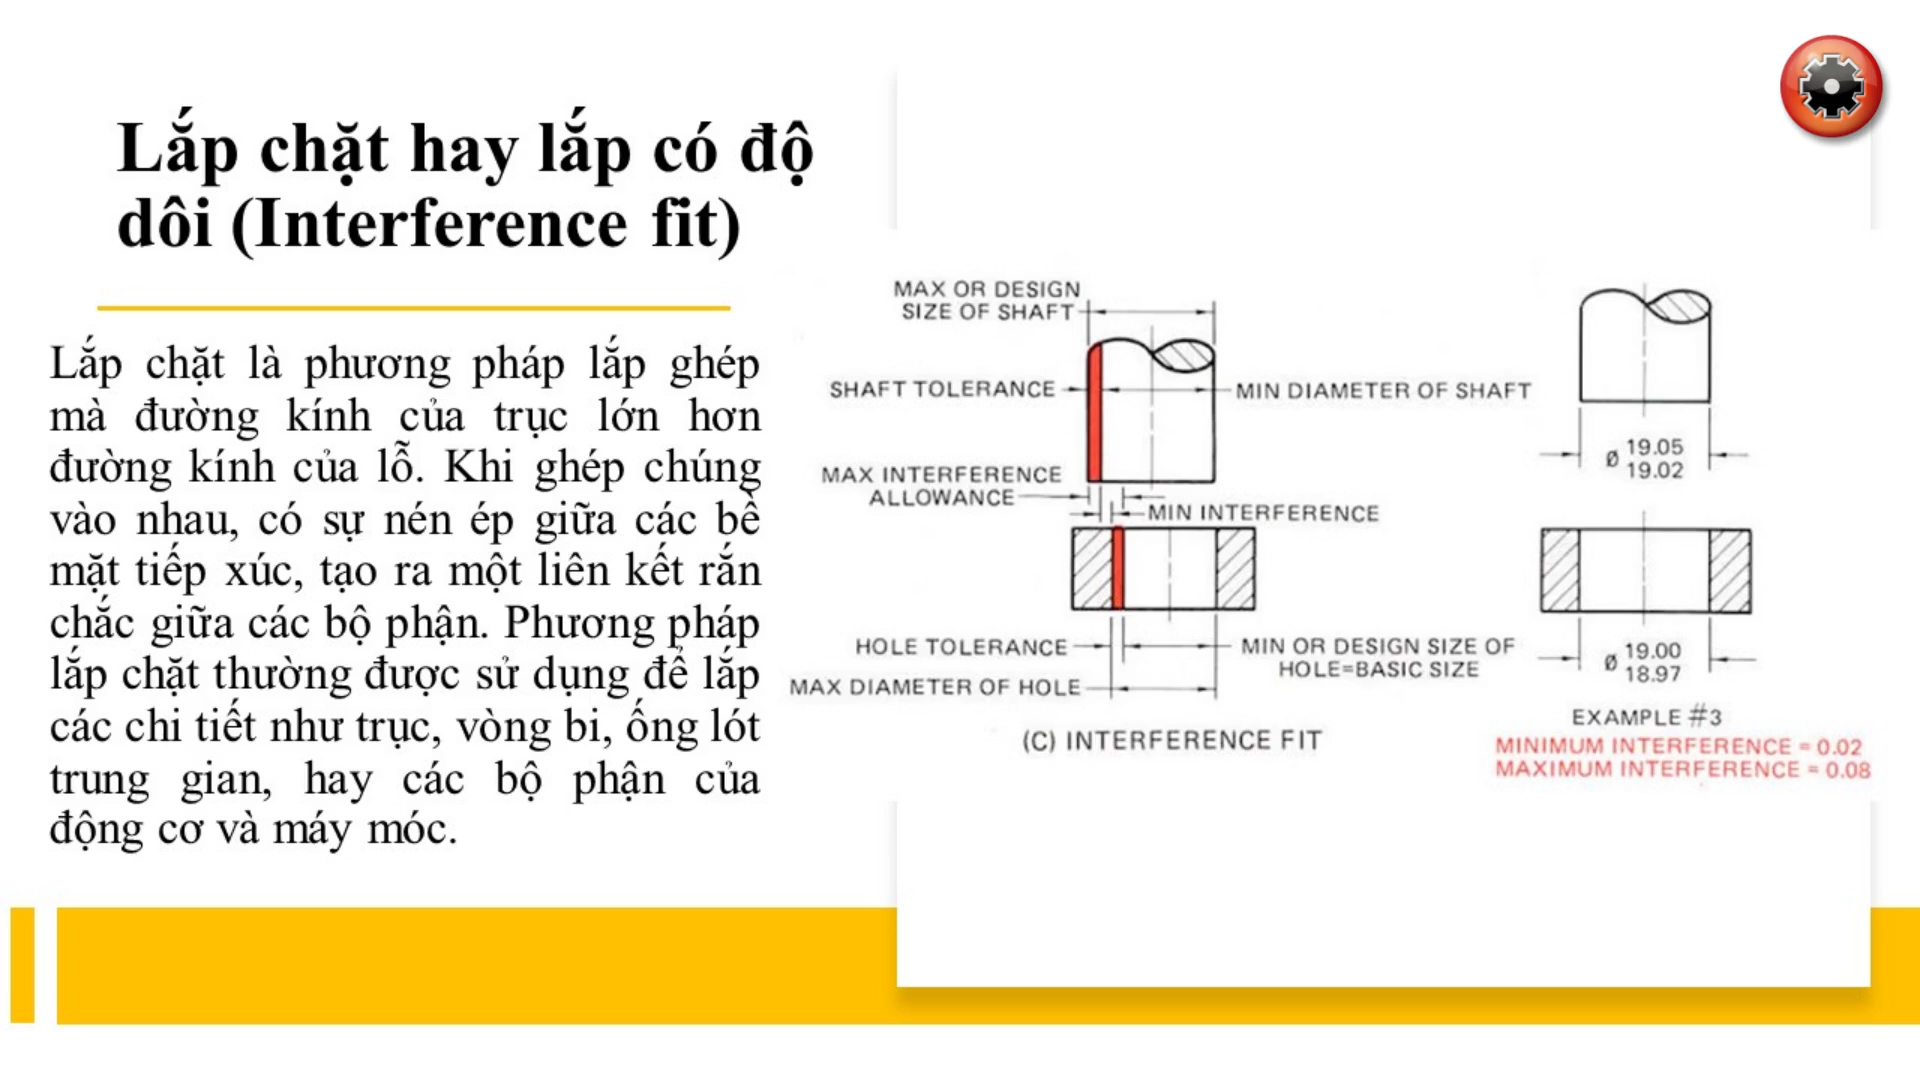 Lắp chặt hay lắp có độ
dôi (Interference fit)
Lắp chặt là phương pháp lắp ghép
mà đường kính của trục lớn hơn
đường kính của lỗ. Khi ghép chúng
vào nhau, có sự nén ép giữa các bề
mặt tiếp xúc, tạo ra một liên kết rắn
chắc giữa các bộ phận. Phương pháp
lắp chặt thường được sử dụng để lắp
các chi tiết như trục, vòng bi, ống lót
trung gian, hay các bộ phận của
động cơ và máy móc.
MAX OR DESIGN
SIZE OF SHAFT
SHAFT TOLERANCE
MIN DIAMETER OF SHAFT
MAX INTERFERENCE
ALLOWANCE
MIN INTERFERENCE
HOLE TOLERANCE
MIN OR DESIGN SIZE OF
HOLE=BASIC SIZE
MAX DIAMETER OF HOLE
(C) INTERFERENCE FIT
Ø 19.05
19.02
Ø 19.00
18.97
EXAMPLE #3
MINIMUM INTERFERENCE = 0.02
MAXIMUM INTERFERENCE = 0.08